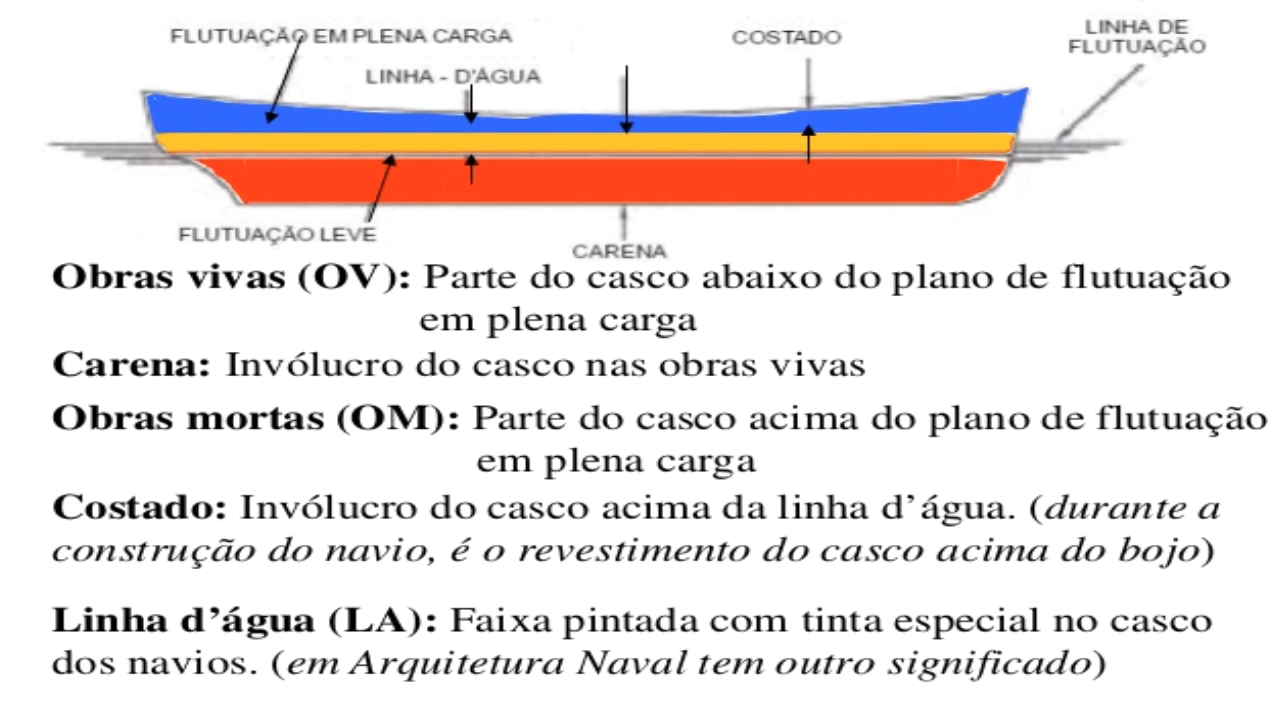 FLUTUAÇÃO EM PLENA CARGA
COSTADO
LINHA DE
FLUTUAÇÃO
LINHA - D'ÁGUA
FLUTUAÇÃO LEVE
CARENA
Obras vivas (OV): Parte do casco abaixo do plano de flutuação
em plena carga
Carena: Invólucro do casco nas obras vivas
Obras mortas (OM): Parte do casco acima do plano de flutuação
em plena carga
Costado: Invólucro do casco acima da linha d'água. (durante a
construção do navio, é o revestimento do casco acima do bojo)
Linha d'água (LA): Faixa pintada com tinta especial no casco
dos navios. (em Arquitetura Naval tem outro significado)